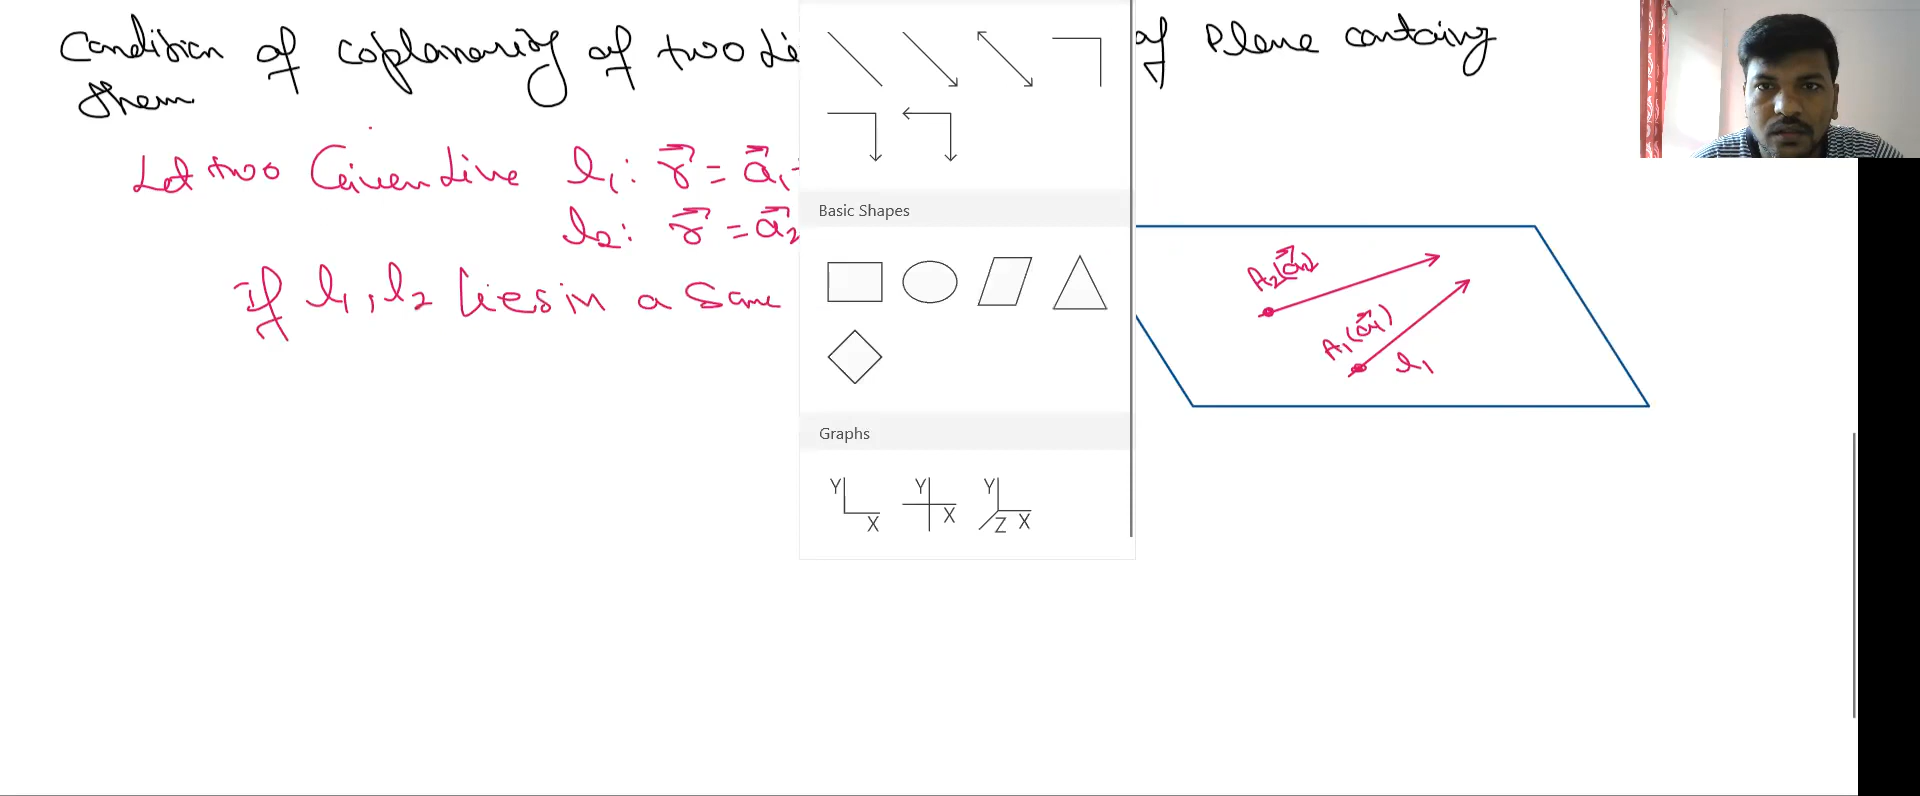 Condition of coplanarity of two Li of Plane containg
them
Let two Given Line l₁: r⃗ = a⃗₁
l₂: r⃗ = a⃗₂
If l₁, l₂ Lies in a Same
Basic Shapes
Graphs
Y X
Y X
Y Z X
A₂(a⃗₂)
A₁(a⃗₁)
l₁